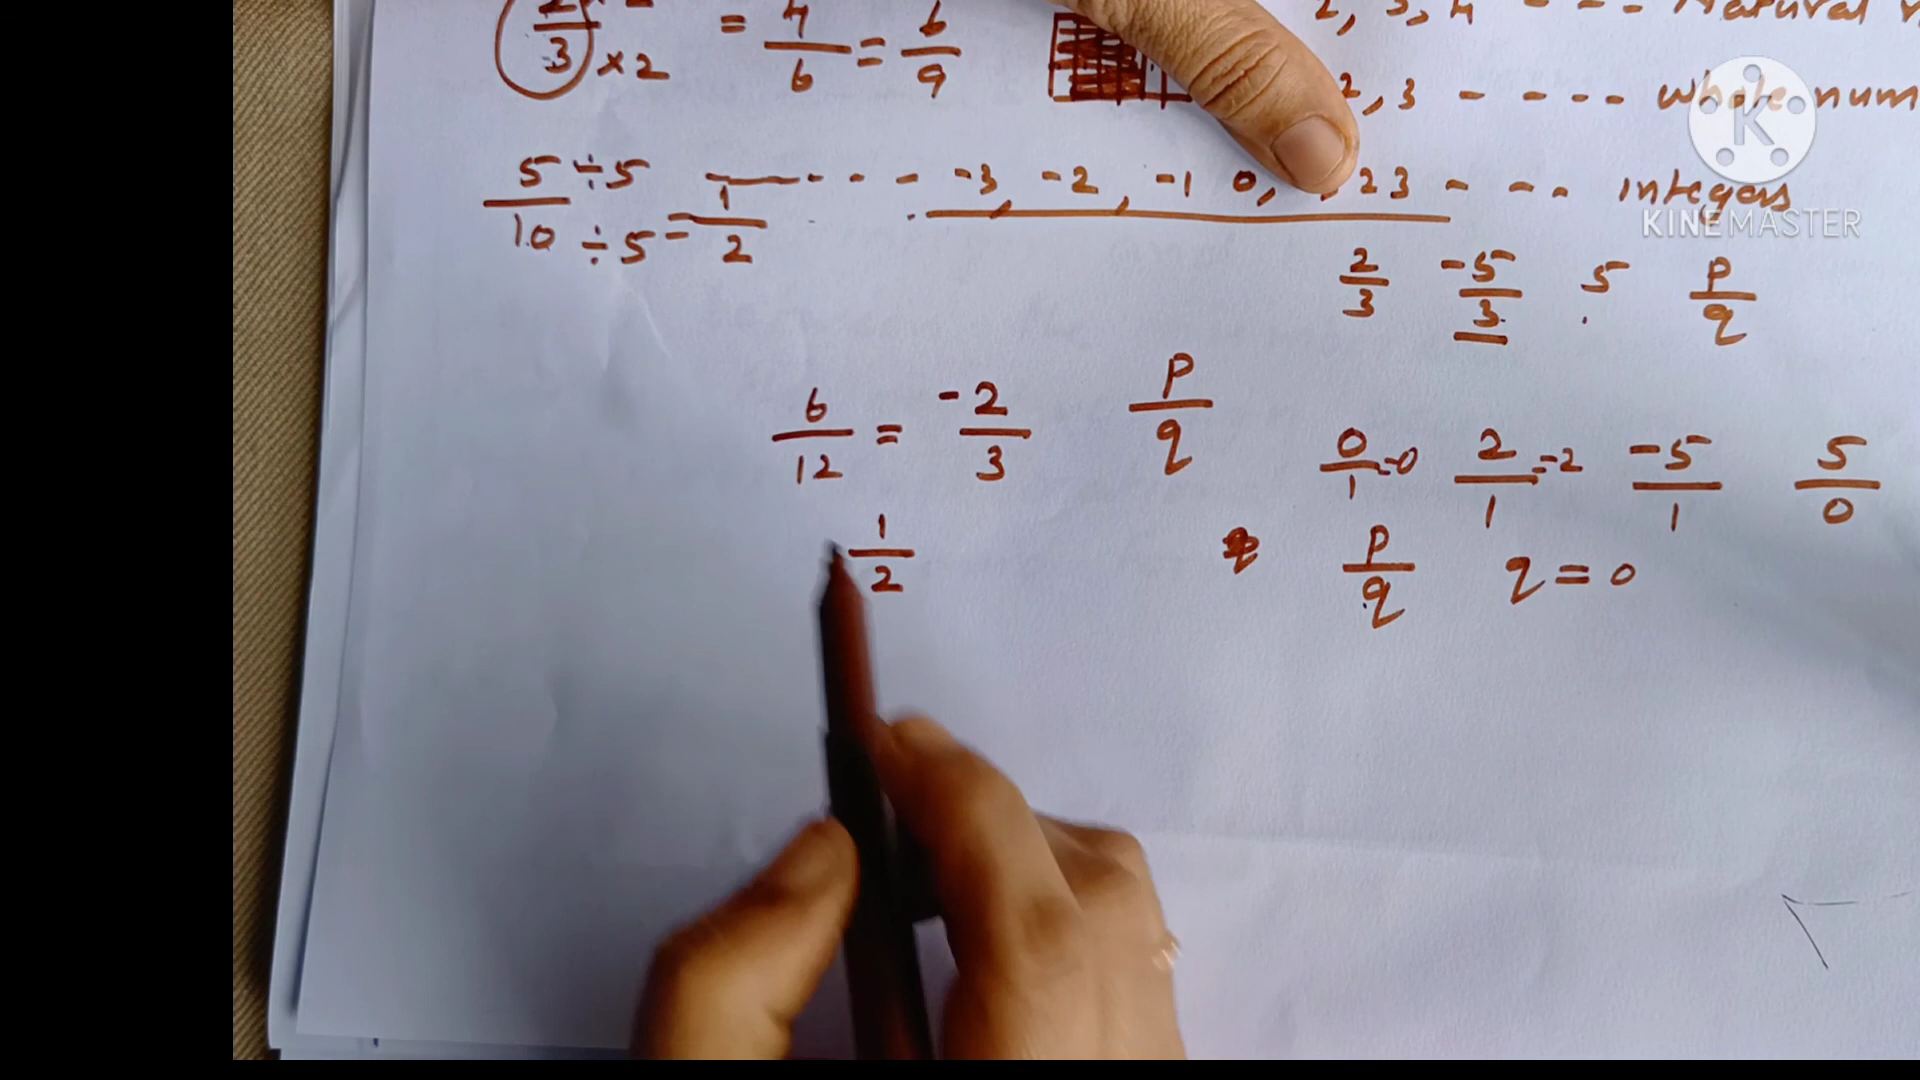 2/3 ×2 = 4/6 = 6/9
2, 3, 4 - - - Natural
2, 3 - - - - - whole num
5÷5/10÷5 = 1/2
- - - -3, -2, -1 0, , 2 3 - - - integers
KINEMASTER
2/3 -5/3 5 p/q
6/12 = -2/3 p/q
0/1=0 2/1=2 -5/1 5/0
1/2
p/q q=0